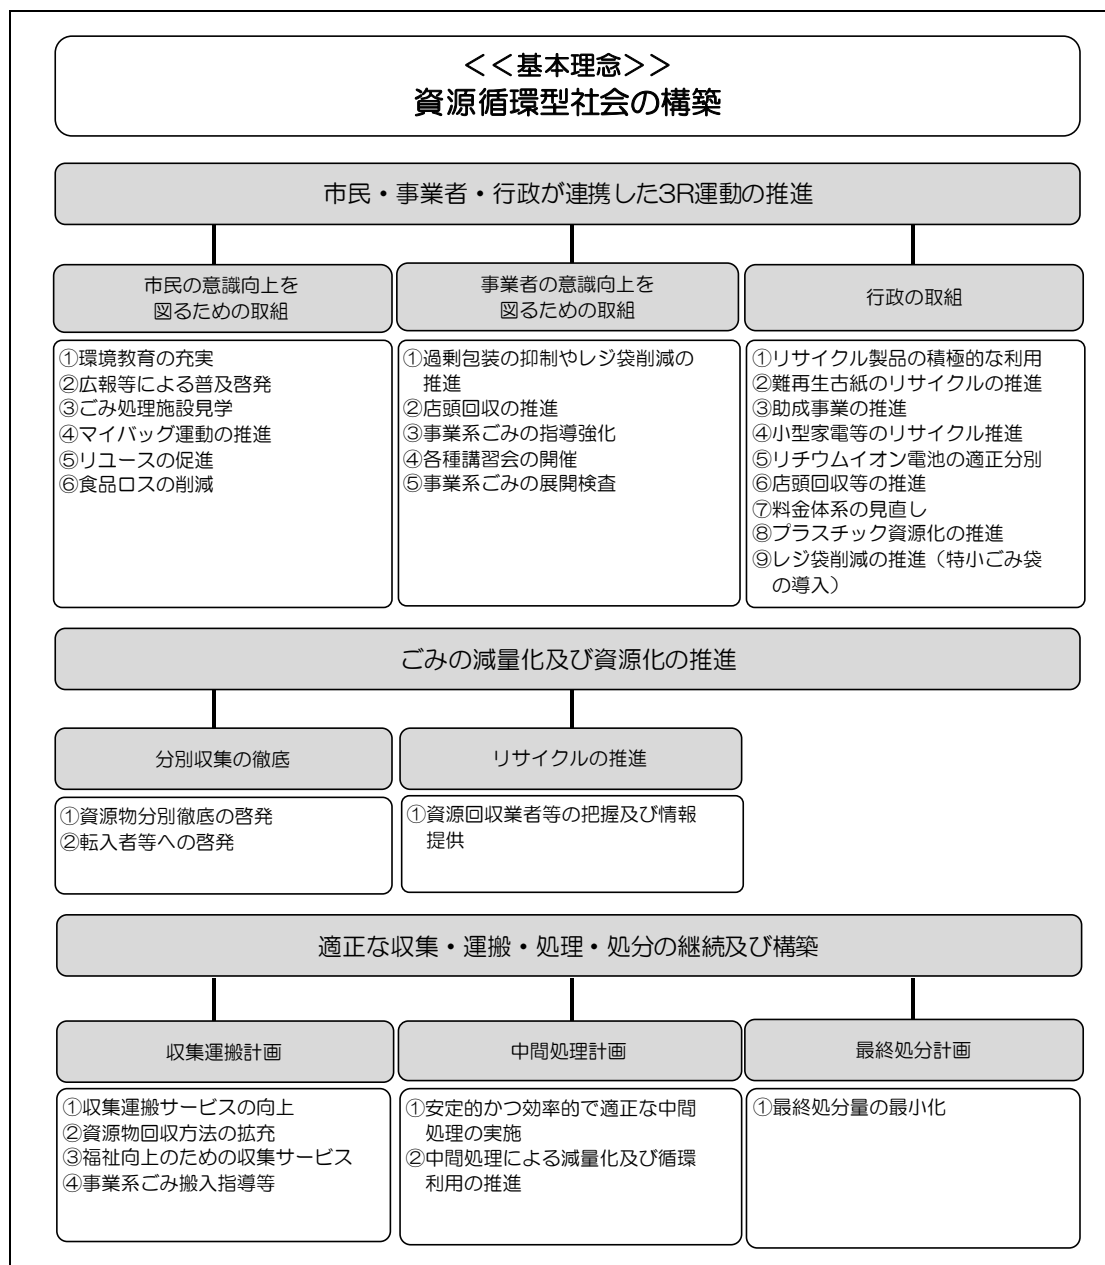 ＜＜基本理念＞＞
資源循環型社会の構築
市民・事業者・行政が連携した3R運動の推進
市民の意識向上を
図るための取組
①環境教育の充実
②広報等による普及啓発
③ごみ処理施設見学
④マイバッグ運動の推進
⑤リユースの促進
⑥食品ロスの削減
事業者の意識向上を
図るための取組
①過剰包装の抑制やレジ袋削減の
推進
②店頭回収の推進
③事業系ごみの指導強化
④各種講習会の開催
⑤事業系ごみの展開検査
行政の取組
①リサイクル製品の積極的な利用
②難再生古紙のリサイクルの推進
③助成事業の推進
④小型家電等のリサイクル推進
⑤リチウムイオン電池の適正分別
⑥店頭回収等の推進
⑦料金体系の見直し
⑧プラスチック資源化の推進
⑨レジ袋削減の推進（特小ごみ袋
の導入）
ごみの減量化及び資源化の推進
分別収集の徹底
①資源物分別徹底の啓発
②転入者等への啓発
リサイクルの推進
①資源回収業者等の把握及び情報
提供
適正な収集・運搬・処理・処分の継続及び構築
収集運搬計画
①収集運搬サービスの向上
②資源物回収方法の拡充
③福祉向上のための収集サービス
④事業系ごみ搬入指導等
中間処理計画
①安定的かつ効率的で適正な中間
処理の実施
②中間処理による減量化及び循環
利用の推進
最終処分計画
①最終処分量の最小化